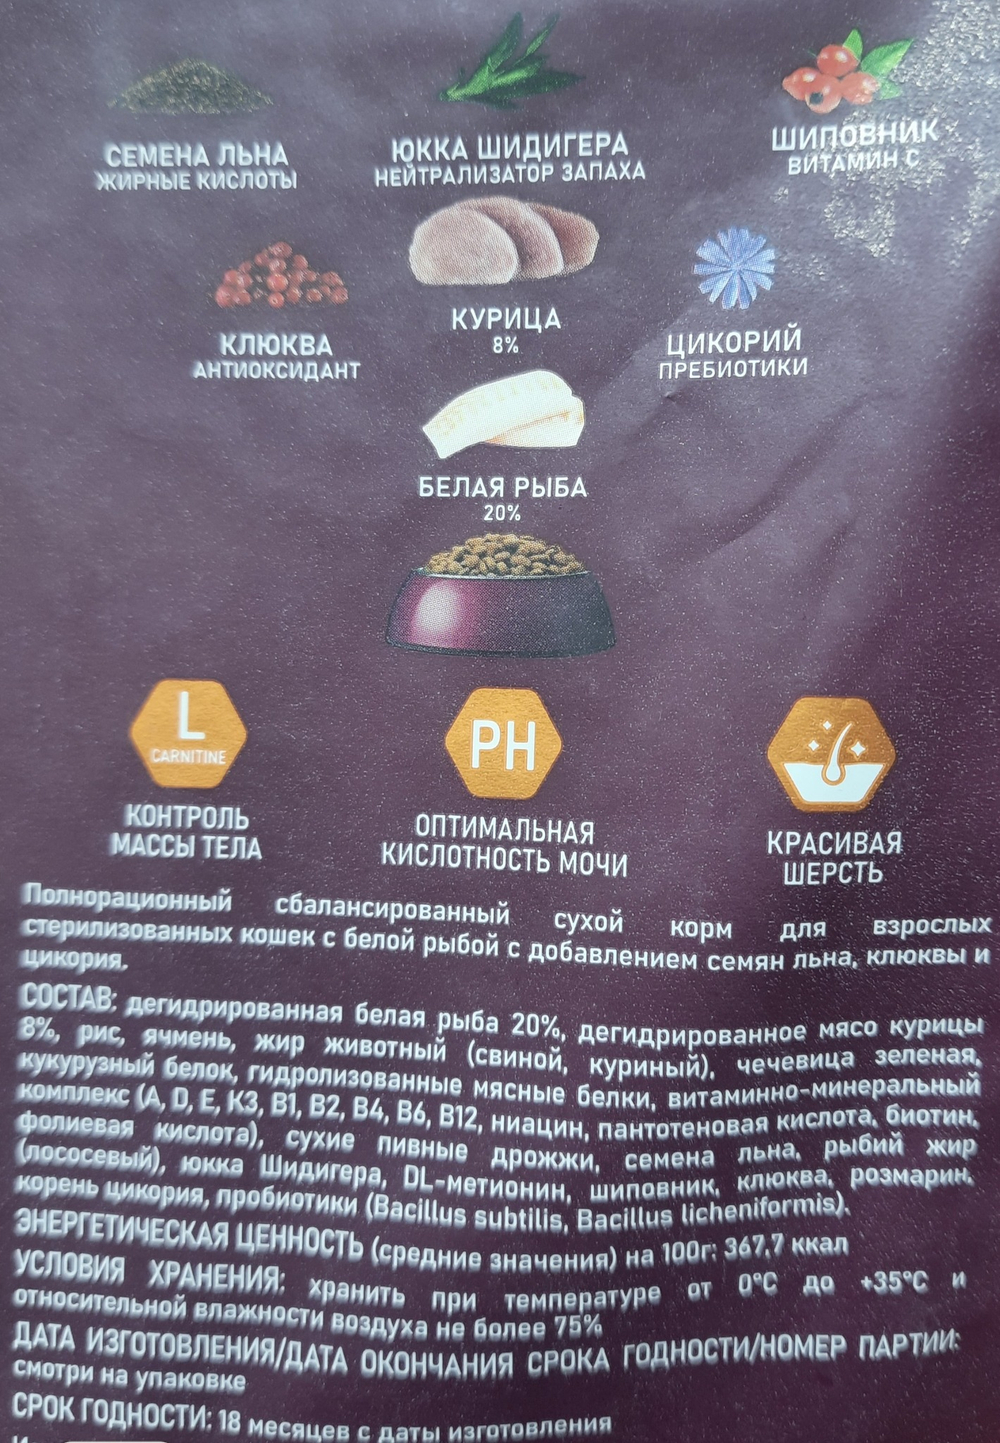 СЕМЕНА ЛЬНА
ЖИРНЫЕ КИСЛОТЫ
ЮККА ШИДИГЕРА
НЕЙТРАЛИЗАТОР ЗАПАХА
ШИПОВНИК
ВИТАМИН С
КЛЮКВА
АНТИОКСИДАНТ
КУРИЦА
8%
ЦИКОРИЙ
ПРЕБИОТИКИ
БЕЛАЯ РЫБА
20%
L
CARNITINE
КОНТРОЛЬ
МАССЫ ТЕЛА
PH
ОПТИМАЛЬНАЯ
КИСЛОТНОСТЬ МОЧИ
КРАСИВАЯ
ШЕРСТЬ
Полнорационный сбалансированный сухой корм для взрослых
стерилизованных кошек с белой рыбой с добавлением семян льна, клюквы и
цикория.
СОСТАВ: дегидрированная белая рыба 20%, дегидрированное мясо курицы
8%, рис, ячмень, жир животный (свиной, куриный), чечевица зеленая,
кукурузный белок, гидролизованные мясные белки, витаминно-минеральный
комплекс (A, D, E, K3, B1, B2, B4, B6, B12, ниацин, пантотеновая кислота, биотин,
фолиевая кислота), сухие пивные дрожжи, семена льна, рыбий жир
(лососевый), юкка Шидигера, DL-метионин, шиповник, клюква, розмарин,
корень цикория, пробиотики (Bacillus subtilis, Bacillus licheniformis).
ЭНЕРГЕТИЧЕСКАЯ ЦЕННОСТЬ (средние значения) на 100г: 367,7 ккал
УСЛОВИЯ ХРАНЕНИЯ: хранить при температуре от 0°С до +35°С и
относительной влажности воздуха не более 75%
ДАТА ИЗГОТОВЛЕНИЯ/ДАТА ОКОНЧАНИЯ СРОКА ГОДНОСТИ/НОМЕР ПАРТИИ:
смотри на упаковке
СРОК ГОДНОСТИ: 18 месяцев с даты изготовления